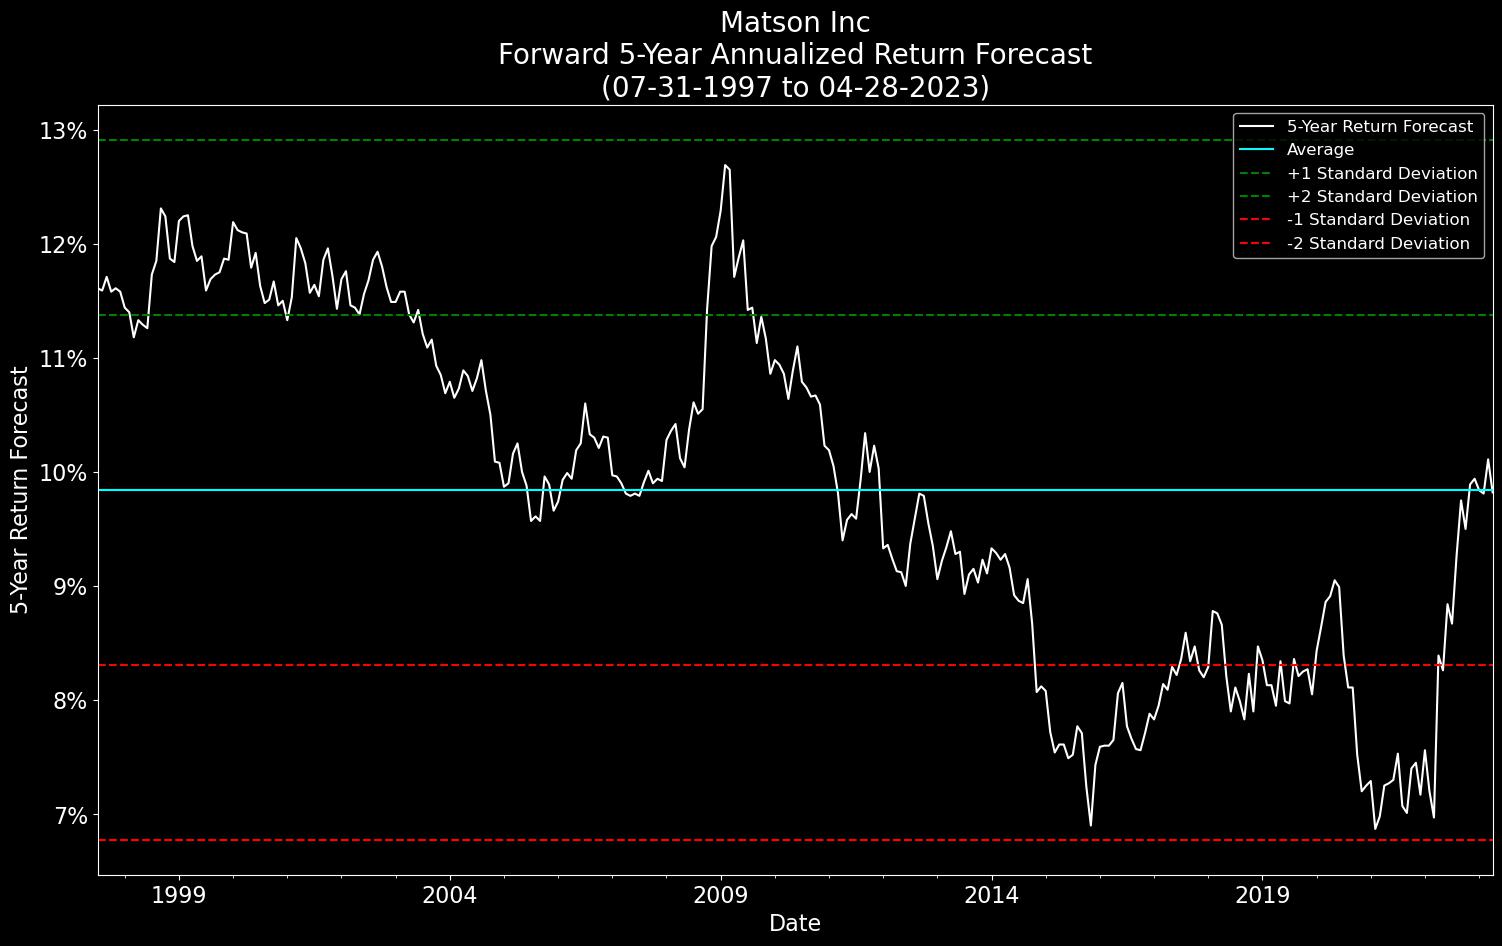 Matson Inc
Forward 5-Year Annualized Return Forecast
(07-31-1997 to 04-28-2023)
13%
12%
11%
10%
9%
8%
7%
5-Year Return Forecast
5-Year Return Forecast
Average
+1 Standard Deviation
+2 Standard Deviation
-1 Standard Deviation
-2 Standard Deviation
1999
2004
2009
2014
2019
Date